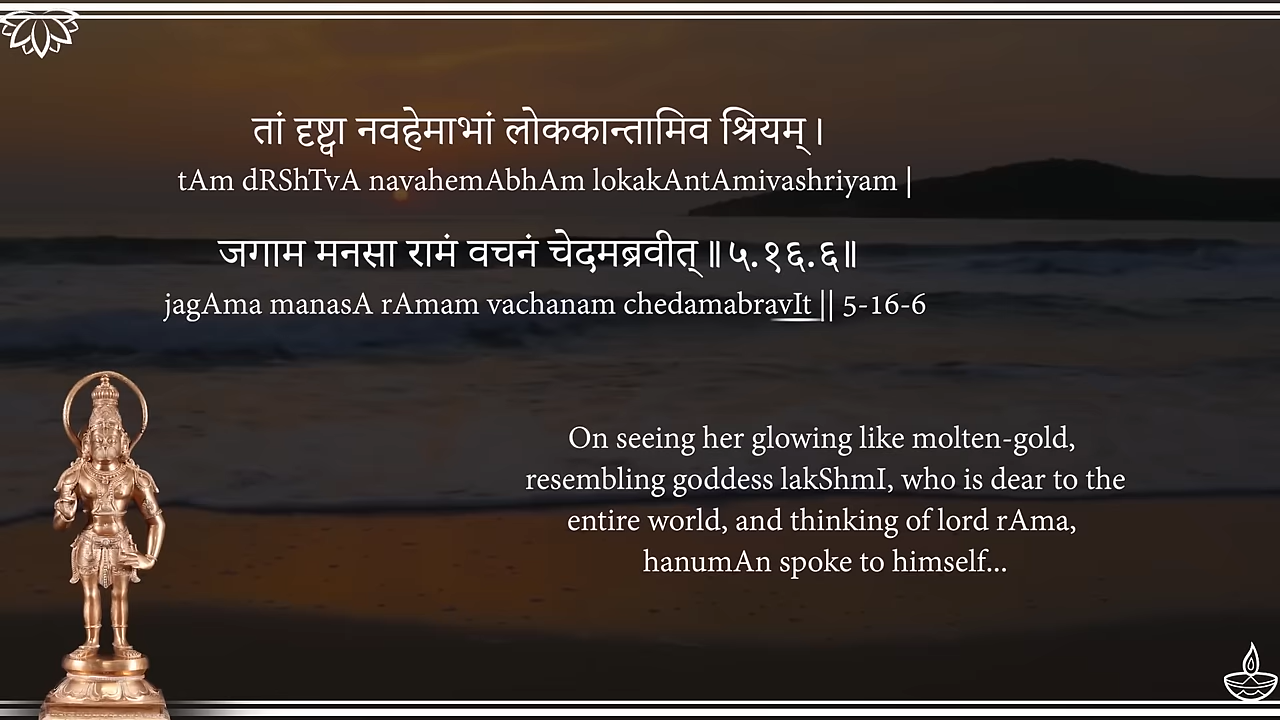 तां दृष्ट्वा नवहेमाभां लोककान्तामिव श्रियम् ।
tAm dRShTvA navahemAbhAm lokakAntAmivashriyam |
जगाम मनसा रामं वचनं चेदमब्रवीत् ॥५.१६.६॥
jagAma manasA rAmam vachanam chedamabravIt || 5-16-6
On seeing her glowing like molten-gold,
resembling goddess lakShmI, who is dear to the
entire world, and thinking of lord rAma,
hanumAn spoke to himself...